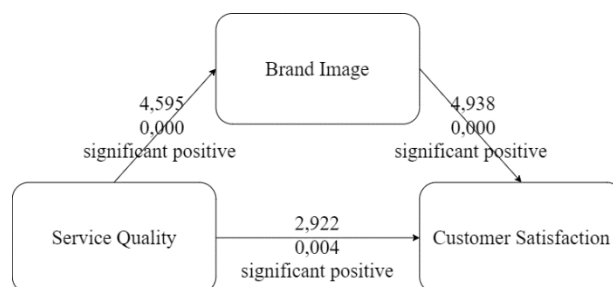 Brand Image
4,595
0,000
significant positive
4,938
0,000
significant positive
Service Quality
2,922
0,004
significant positive
Customer Satisfaction